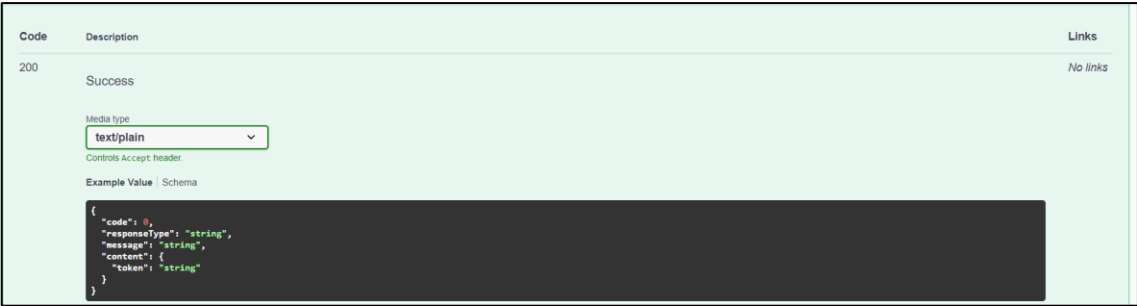 Code Description Links
200 Success No links
Media type
text/plain
Controls Accept header.
Example Value Schema
{
"code": 0,
"responseType": "string",
"message": "string",
"content": {
"token": "string"
}
}